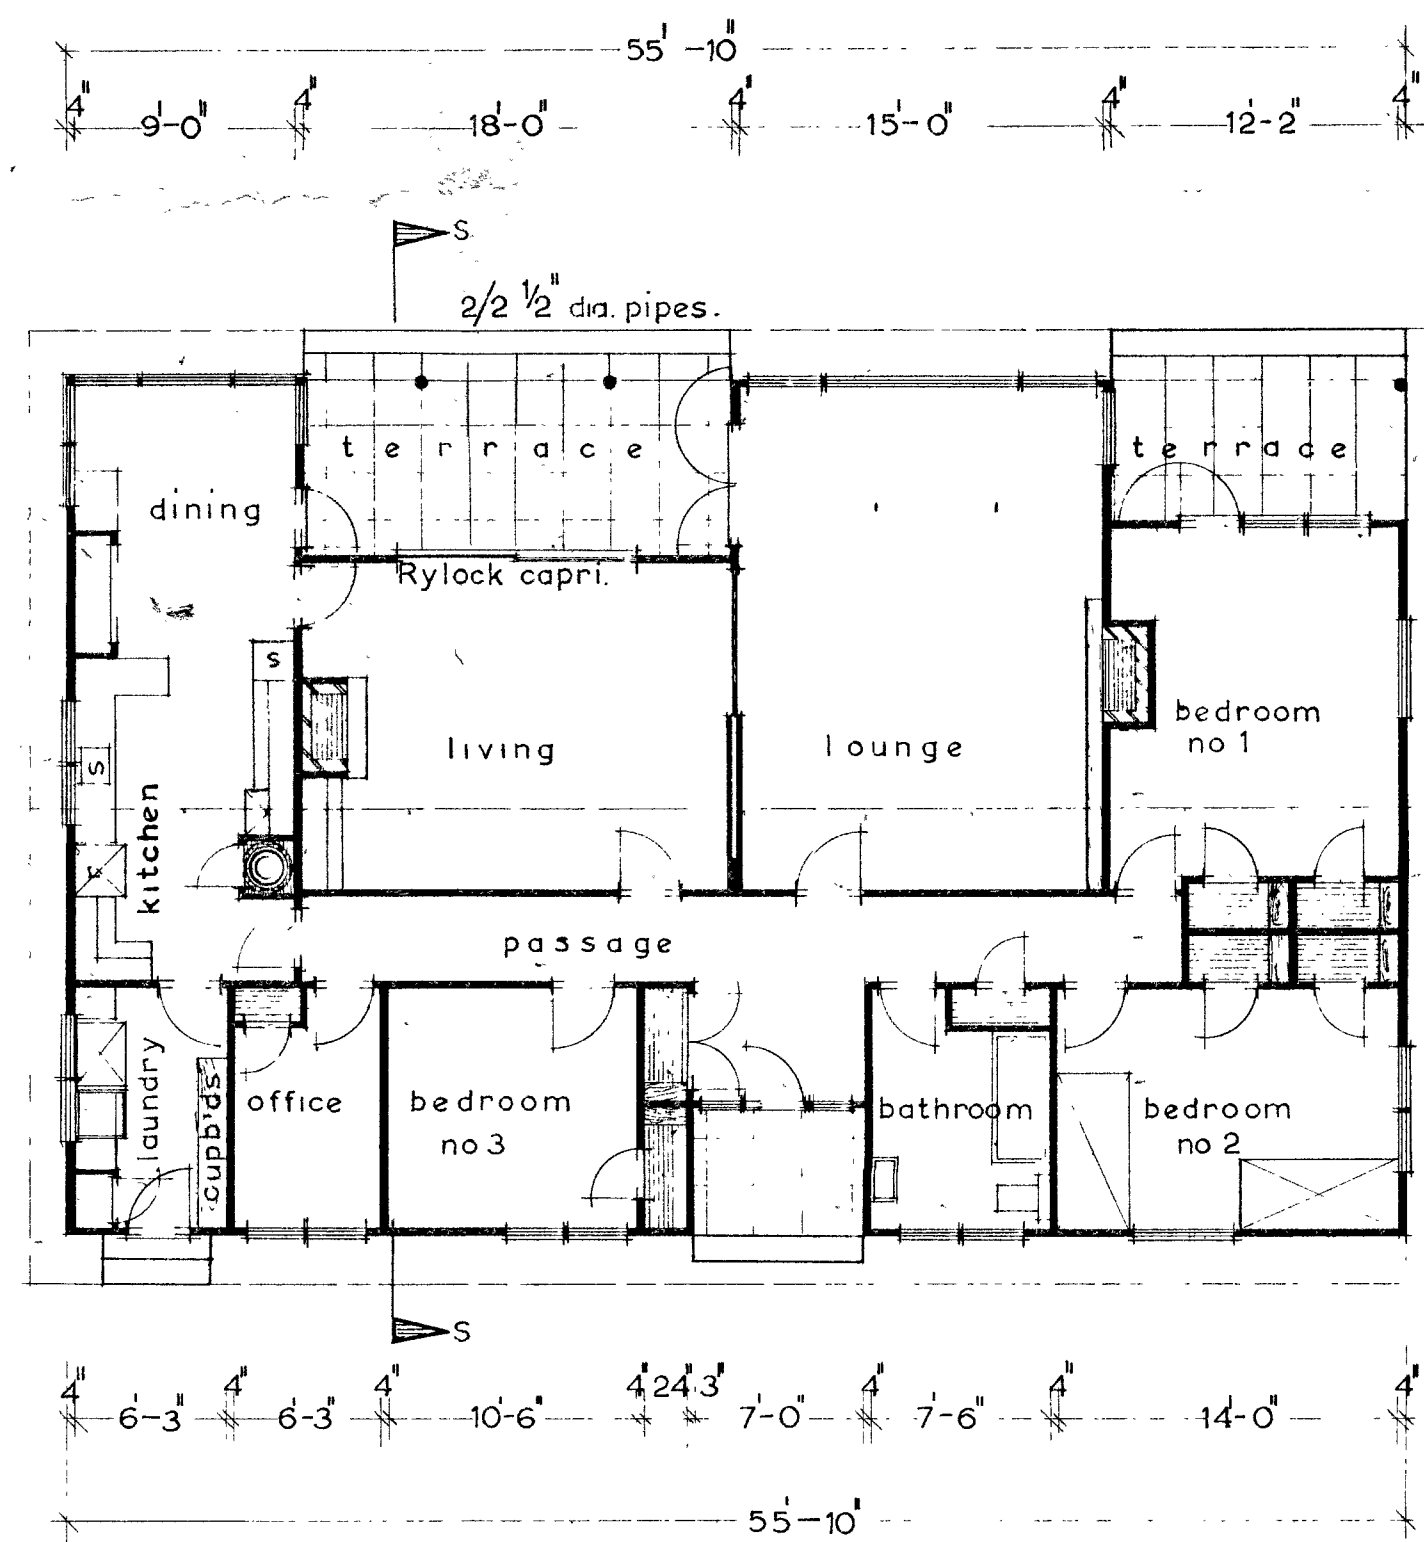 55'-10"
4" 9'-0" 4" 18'-0" 4" 15'-0" 4" 12'-2" 4"
S
2/2 ½" dia. pipes.
terrace
terrace
dining
Rylock capri.
S
bedroom
no 1
living
lounge
S
kitchen
passage
laundry
cupb'ds
office
bedroom
no 3
bathroom
bedroom
no 2
S
4" 6'-3" 4" 6'-3" 4" 10'-6" 4" 24" 3" 7'-0" 4" 7'-6" 4" 14'-0" 4"
55'-10"